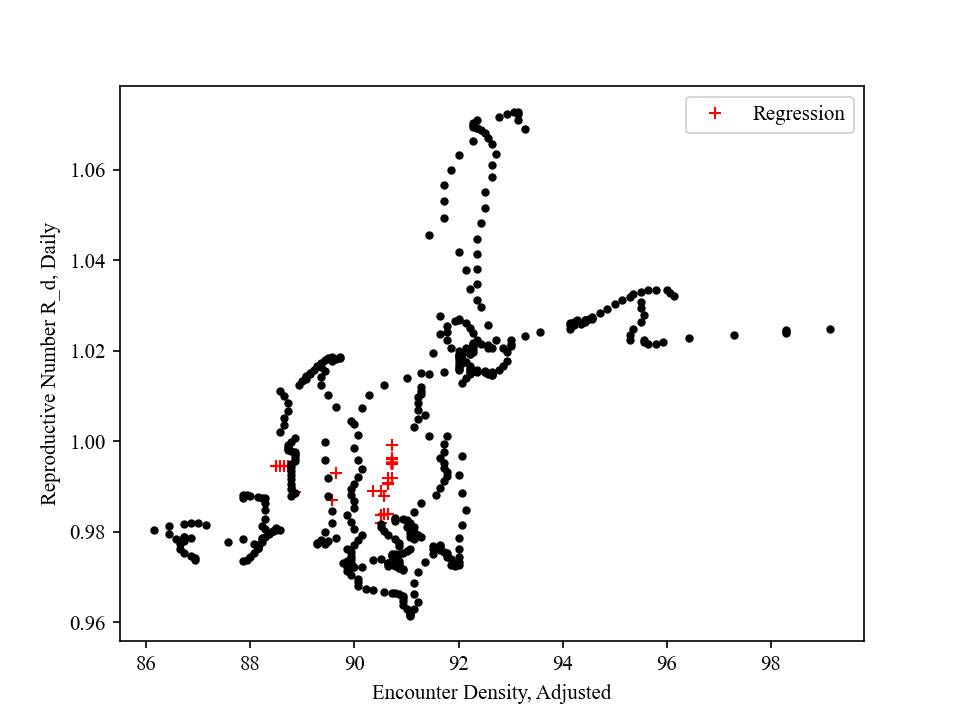 Regression
1.06
1.04
1.02
1.00
0.98
0.96
Reproductive Number R_d, Daily
86 88 90 92 94 96 98
Encounter Density, Adjusted